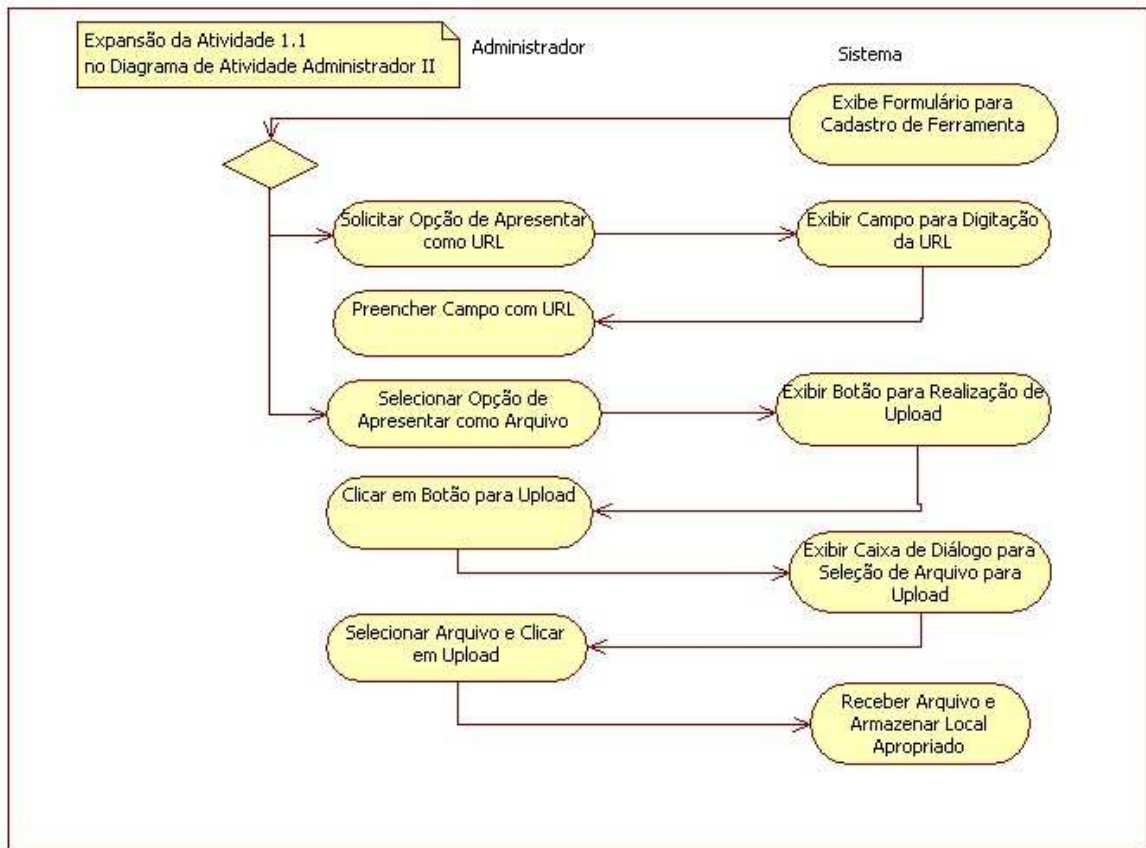 Expansão da Atividade 1.1
no Diagrama de Atividade Administrador II
Administrador
Sistema
Exibe Formulário para
Cadastro de Ferramenta
Solicitar Opção de Apresentar
como URL
Exibir Campo para Digitação
da URL
Preencher Campo com URL
Selecionar Opção de
Apresentar como Arquivo
Exibir Botão para Realização de
Upload
Clicar em Botão para Upload
Exibir Caixa de Diálogo para
Seleção de Arquivo para
Upload
Selecionar Arquivo e Clicar
em Upload
Receber Arquivo e
Armazenar Local
Apropriado